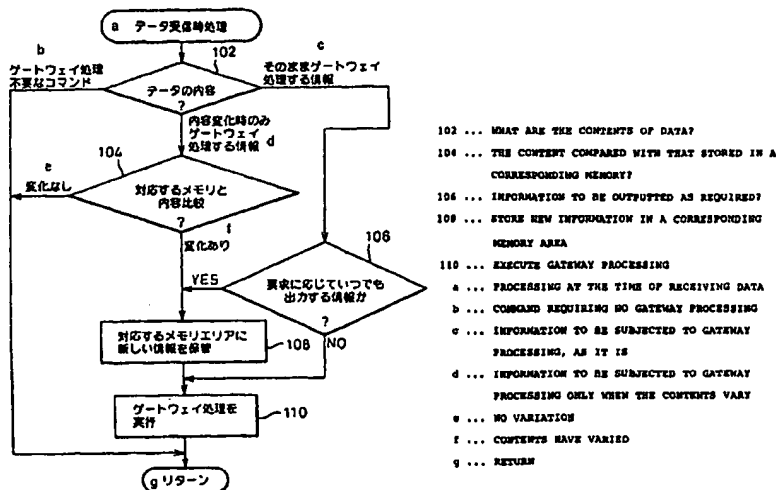 a データ受信時処理
b
c
102
ゲートウェイ処理
不要なコマンド
そのままゲートウェイ
処理する情報
データの内容
?
内容変化時のみ
ゲートウェイ
処理する情報 d
e
変化なし
104
対応するメモリと
内容比較
?
f
変化あり
106
YES
要求に応じていつでも
出力する情報か
?
NO
対応するメモリエリアに
新しい情報を保管
108
ゲートウェイ処理を
実行
110
g リターン
102 ... WHAT ARE THE CONTENTS OF DATA?
104 ... THE CONTENT COMPARED WITH THAT STORED IN A
CORRESPONDING MEMORY?
106 ... INFORMATION TO BE OUTPUTTED AS REQUIRED?
108 ... STORE NEW INFORMATION IN A CORRESPONDING
MEMORY AREA
110 ... EXECUTE GATEWAY PROCESSING
a ... PROCESSING AT THE TIME OF RECEIVING DATA
b ... COMMAND REQUIRING NO GATEWAY PROCESSING
c ... INFORMATION TO BE SUBJECTED TO GATEWAY
PROCESSING, AS IT IS
d ... INFORMATION TO BE SUBJECTED TO GATEWAY
PROCESSING ONLY WHEN THE CONTENTS VARY
e ... NO VARIATION
f ... CONTENTS HAVE VARIED
g ... RETURN